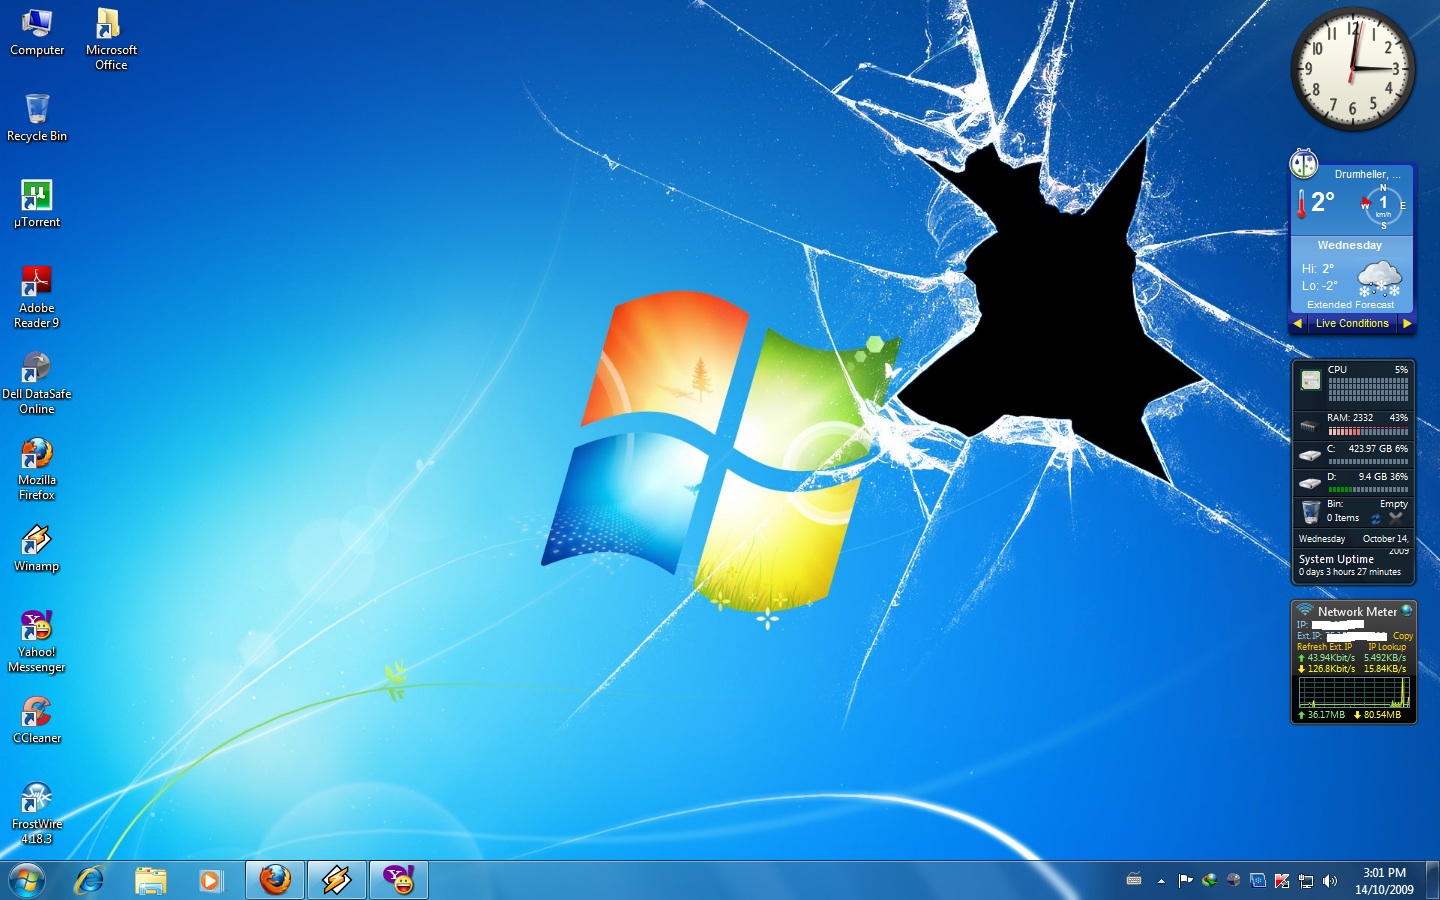 Computer
Microsoft
Office
Recycle Bin
µTorrent
Adobe
Reader 9
Dell DataSafe
Online
Mozilla
Firefox
Winamp
Yahoo!
Messenger
CCleaner
FrostWire
4.18.3
12
1
2
3
4
5
6
7
8
9
10
11
Drumheller, ...
2°
N
W 1 E
km/h
S
Wednesday
Hi: 2°
Lo: -2°
Extended Forecast
Live Conditions
CPU 5%
RAM: 2332 43%
C: 423.97 GB 6%
D: 9.4 GB 36%
Bin: Empty
0 Items
Wednesday October 14,
2009
System Uptime
0 days 3 hours 27 minutes
Network Meter
IP:
Ext. IP: Copy
Refresh Ext. IP IP Lookup
43.94Kbit/s 5.492KB/s
126.8Kbit/s 15.84KB/s
36.17MB 80.54MB
3:01 PM
14/10/2009